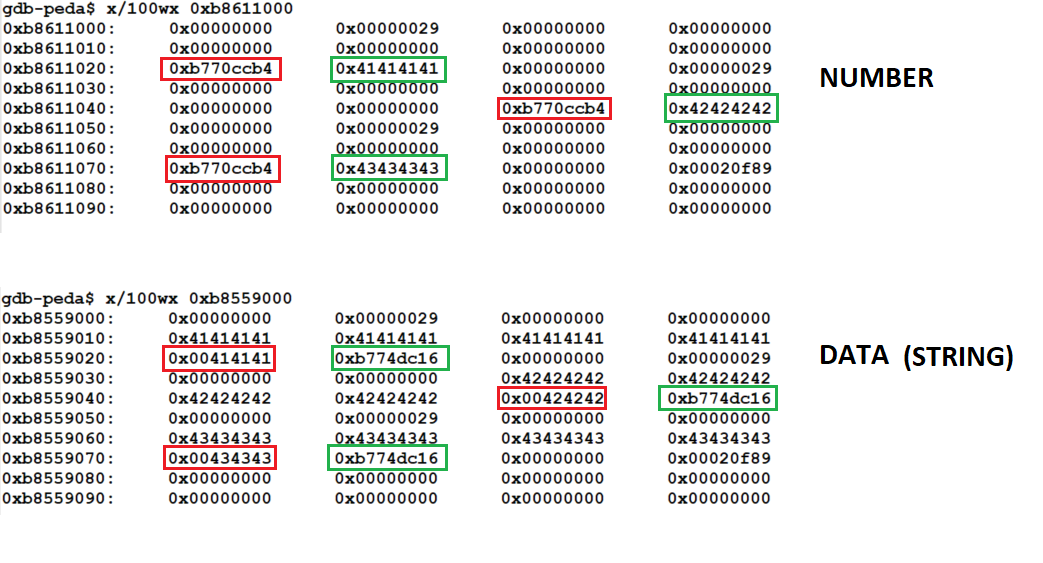 gdb-peda$ x/100wx 0xb8611000
0xb8611000: 0x00000000 0x00000029 0x00000000 0x00000000
0xb8611010: 0x00000000 0x00000000 0x00000000 0x00000000
0xb8611020: 0xb770ccb4 0x41414141 0x00000000 0x00000029
NUMBER
0xb8611030: 0x00000000 0x00000000 0x00000000 0x00000000
0xb8611040: 0x00000000 0x00000000 0xb770ccb4 0x42424242
0xb8611050: 0x00000000 0x00000029 0x00000000 0x00000000
0xb8611060: 0x00000000 0x00000000 0x00000000 0x00000000
0xb8611070: 0xb770ccb4 0x43434343 0x00000000 0x00020f89
0xb8611080: 0x00000000 0x00000000 0x00000000 0x00000000
0xb8611090: 0x00000000 0x00000000 0x00000000 0x00000000
gdb-peda$ x/100wx 0xb8559000
0xb8559000: 0x00000000 0x00000029 0x00000000 0x00000000
0xb8559010: 0x41414141 0x41414141 0x41414141 0x41414141
0xb8559020: 0x00414141 0xb774dc16 0x00000000 0x00000029
DATA (STRING)
0xb8559030: 0x00000000 0x00000000 0x42424242 0x42424242
0xb8559040: 0x42424242 0x42424242 0x00424242 0xb774dc16
0xb8559050: 0x00000000 0x00000029 0x00000000 0x00000000
0xb8559060: 0x43434343 0x43434343 0x43434343 0x43434343
0xb8559070: 0x00434343 0xb774dc16 0x00000000 0x00020f89
0xb8559080: 0x00000000 0x00000000 0x00000000 0x00000000
0xb8559090: 0x00000000 0x00000000 0x00000000 0x00000000